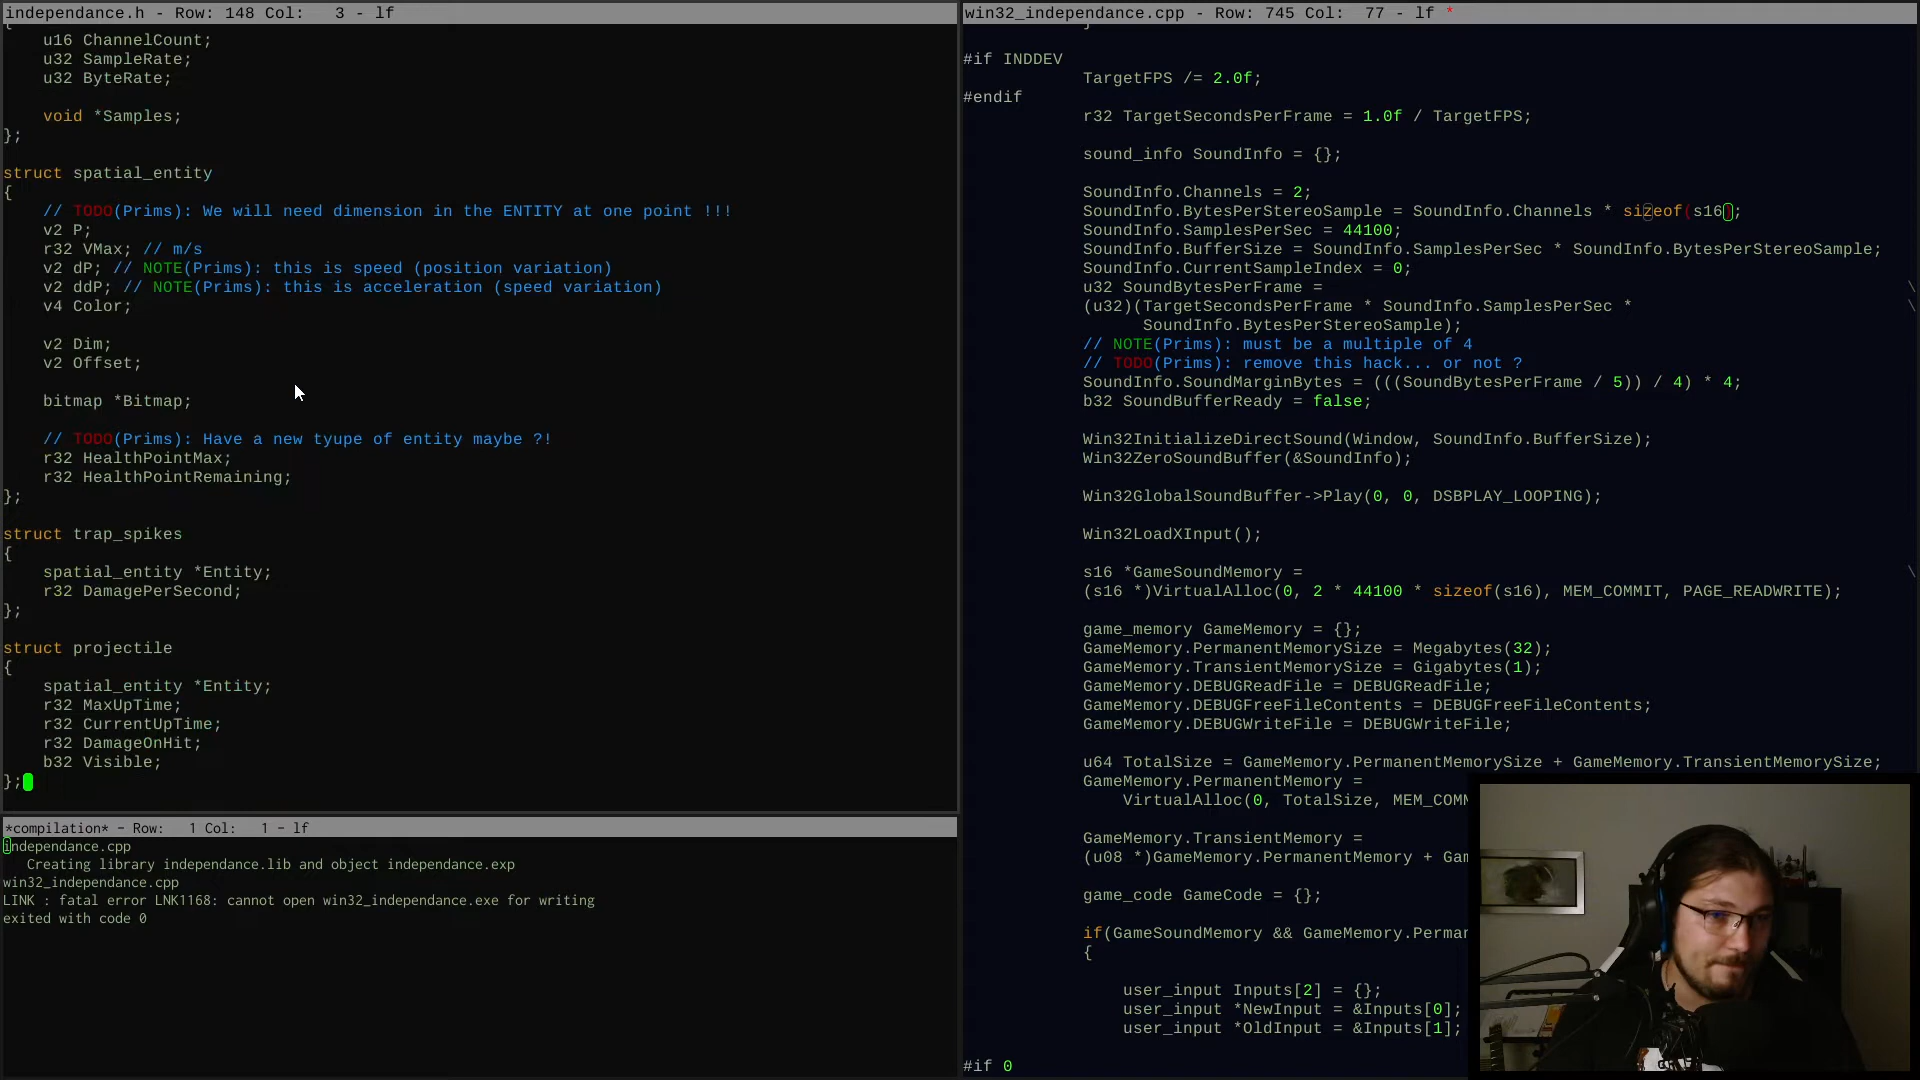 independance.h - Row: 148 Col:   3 - lf
{
u16 ChannelCount;
u32 SampleRate;
u32 ByteRate;
void *Samples;
};
struct spatial_entity
{
// TODO(Prims): We will need dimension in the ENTITY at one point !!!
v2 P;
r32 VMax; // m/s
v2 dP; // NOTE(Prims): this is speed (position variation)
v2 ddP; // NOTE(Prims): this is acceleration (speed variation)
v4 Color;
v2 Dim;
v2 Offset;
bitmap *Bitmap;
// TODO(Prims): Have a new tyupe of entity maybe ?!
r32 HealthPointMax;
r32 HealthPointRemaining;
};
struct trap_spikes
{
spatial_entity *Entity;
r32 DamagePerSecond;
};
struct projectile
{
spatial_entity *Entity;
r32 MaxUpTime;
r32 CurrentUpTime;
r32 DamageOnHit;
b32 Visible;
};
*compilation* - Row:   1 Col:   1 - lf
independance.cpp
Creating library independance.lib and object independance.exp
win32_independance.cpp
LINK : fatal error LNK1168: cannot open win32_independance.exe for writing
exited with code 0
win32_independance.cpp - Row: 745 Col:  77 - lf *
}
#if INDDEV
TargetFPS /= 2.0f;
#endif
r32 TargetSecondsPerFrame = 1.0f / TargetFPS;
sound_info SoundInfo = {};
SoundInfo.Channels = 2;
SoundInfo.BytesPerStereoSample = SoundInfo.Channels * sizeof(s16);
SoundInfo.SamplesPerSec = 44100;
SoundInfo.BufferSize = SoundInfo.SamplesPerSec * SoundInfo.BytesPerStereoSample;
SoundInfo.CurrentSampleIndex = 0;
u32 SoundBytesPerFrame = \
(u32)(TargetSecondsPerFrame * SoundInfo.SamplesPerSec * \
SoundInfo.BytesPerStereoSample);
// NOTE(Prims): must be a multiple of 4
// TODO(Prims): remove this hack... or not ?
SoundInfo.SoundMarginBytes = (((SoundBytesPerFrame / 5)) / 4) * 4;
b32 SoundBufferReady = false;
Win32InitializeDirectSound(Window, SoundInfo.BufferSize);
Win32ZeroSoundBuffer(&SoundInfo);
Win32GlobalSoundBuffer->Play(0, 0, DSBPLAY_LOOPING);
Win32LoadXInput();
s16 *GameSoundMemory = \
(s16 *)VirtualAlloc(0, 2 * 44100 * sizeof(s16), MEM_COMMIT, PAGE_READWRITE);
game_memory GameMemory = {};
GameMemory.PermanentMemorySize = Megabytes(32);
GameMemory.TransientMemorySize = Gigabytes(1);
GameMemory.DEBUGReadFile = DEBUGReadFile;
GameMemory.DEBUGFreeFileContents = DEBUGFreeFileContents;
GameMemory.DEBUGWriteFile = DEBUGWriteFile;
u64 TotalSize = GameMemory.PermanentMemorySize + GameMemory.TransientMemorySize;
GameMemory.PermanentMemory =
VirtualAlloc(0, TotalSize, MEM_COMM
GameMemory.TransientMemory =
(u08 *)GameMemory.PermanentMemory + Gam
game_code GameCode = {};
if(GameSoundMemory && GameMemory.Perman
{
user_input Inputs[2] = {};
user_input *NewInput = &Inputs[0];
user_input *OldInput = &Inputs[1];
#if 0